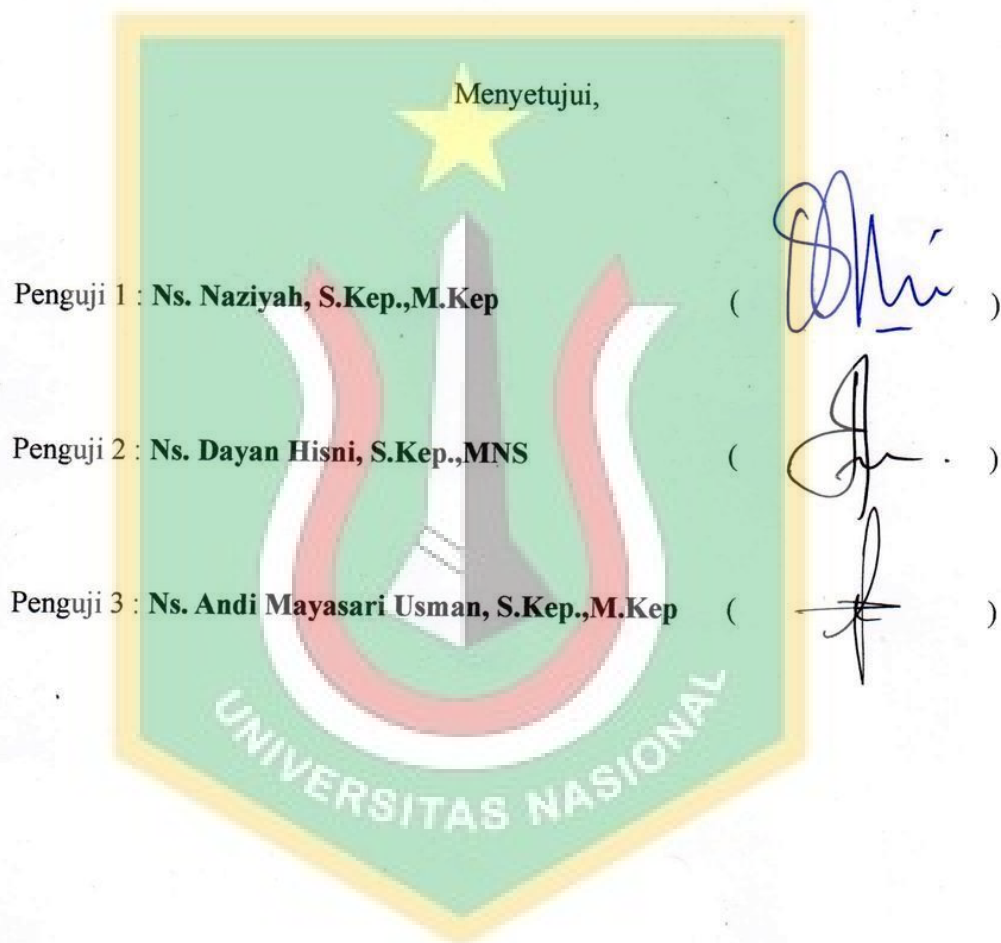 Menyetujui,
Penguji 1 : Ns. Naziyah, S.Kep.,M.Kep ( )
Penguji 2 : Ns. Dayan Hisni, S.Kep.,MNS ( )
Penguji 3 : Ns. Andi Mayasari Usman, S.Kep.,M.Kep ( )
UNIVERSITAS NASIONAL